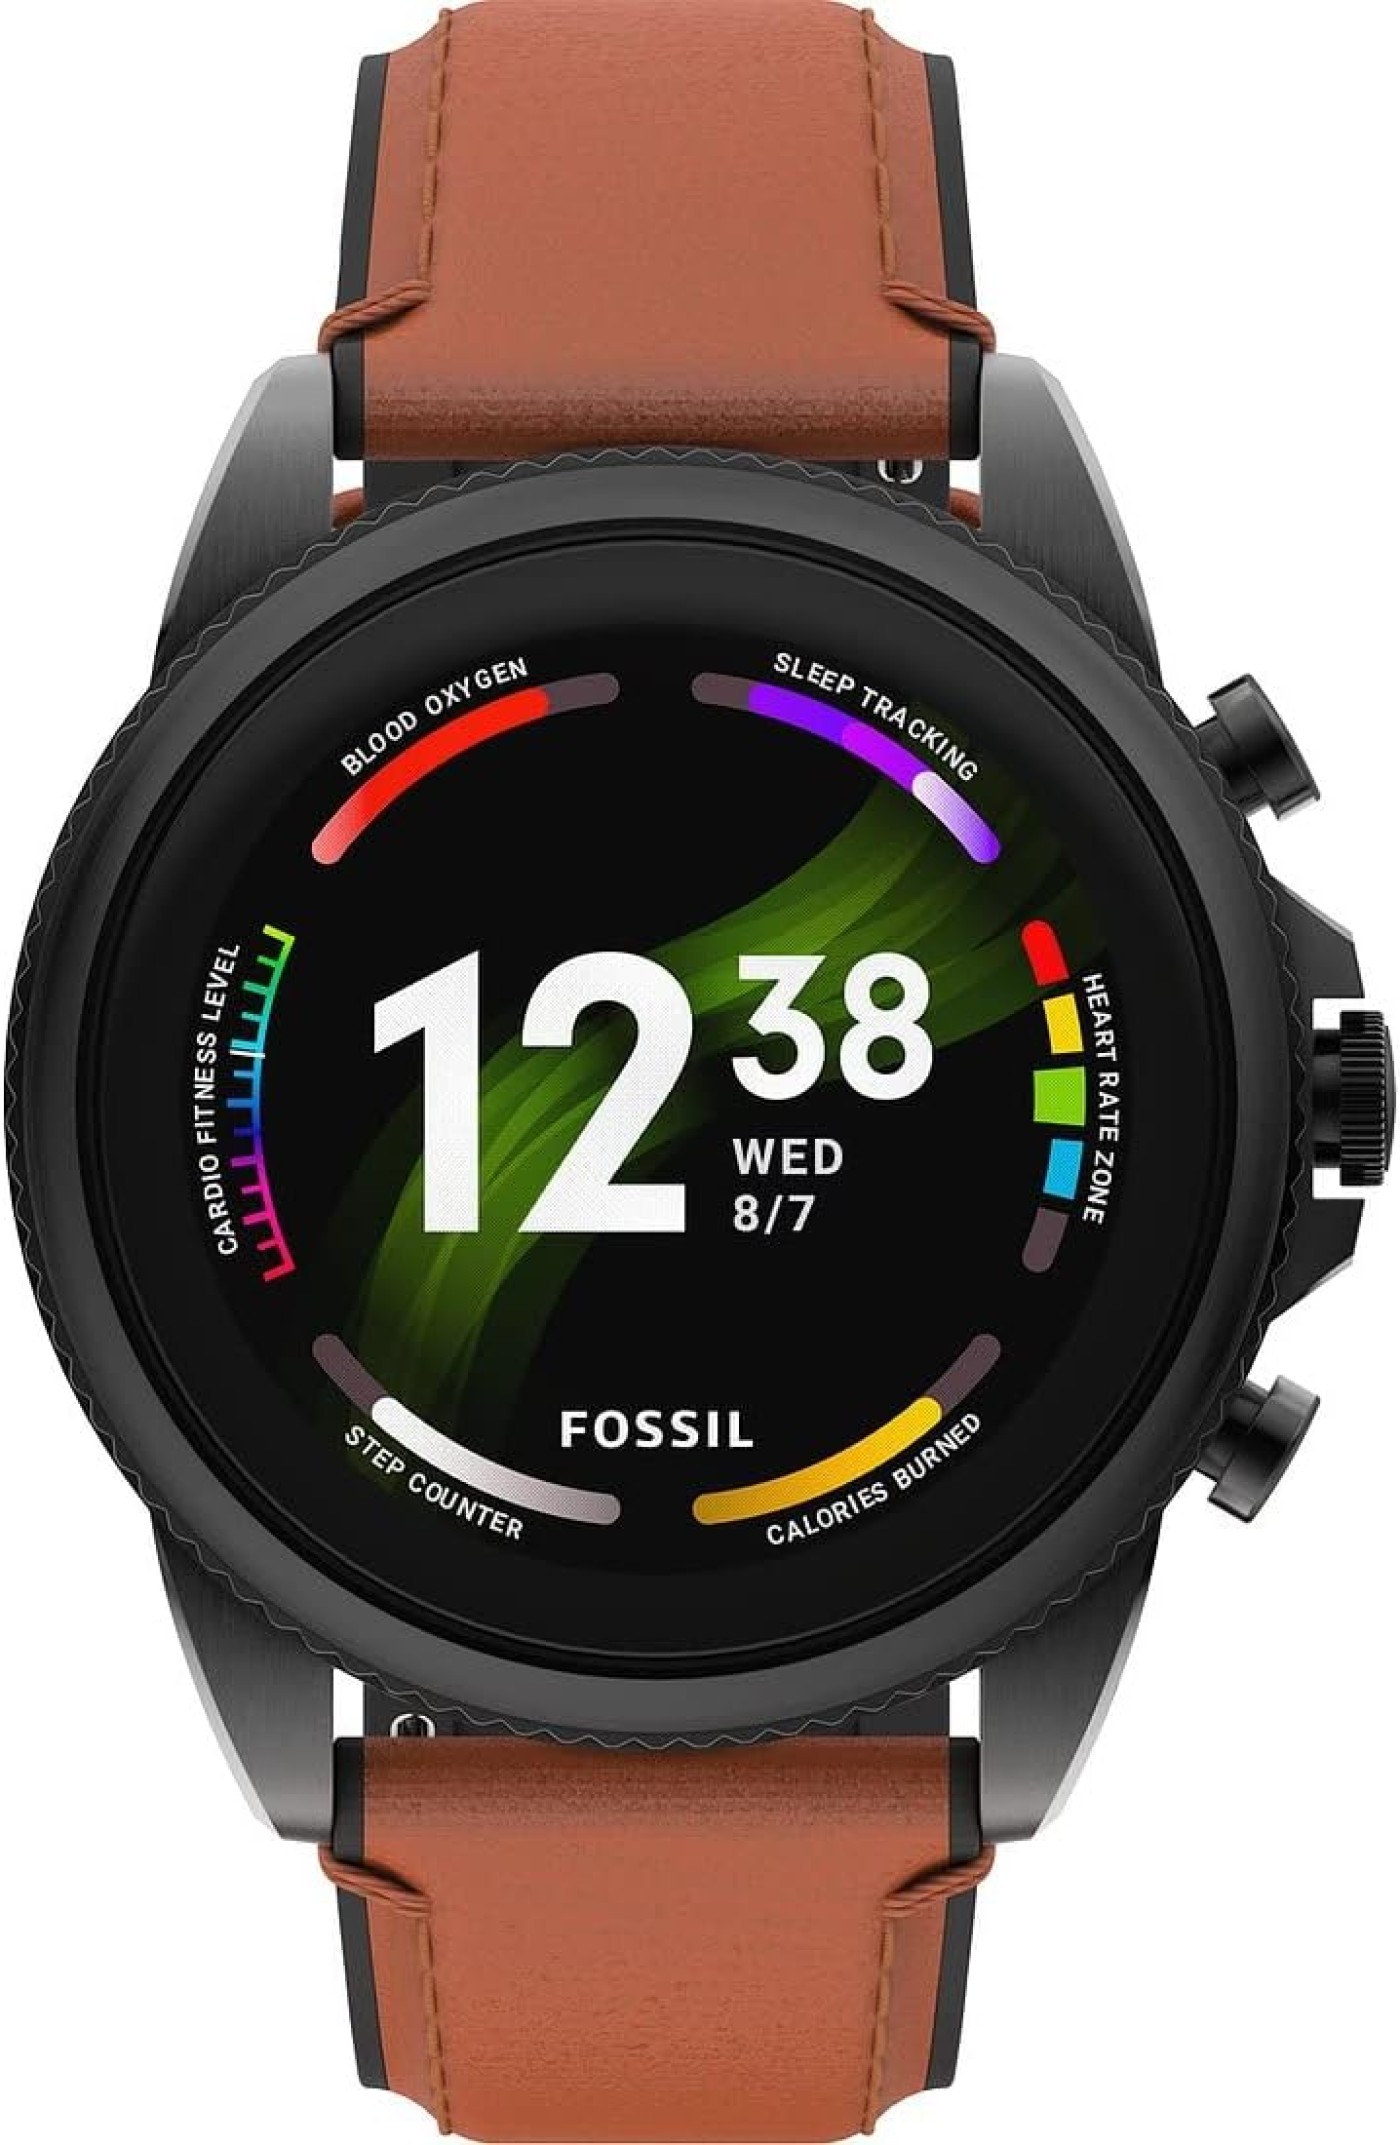 BLOOD OXYGEN
SLEEP TRACKING
CARDIO FITNESS LEVEL
12 38
WED
8/7
HEART RATE ZONE
FOSSIL
STEP COUNTER
CALORIES BURNED